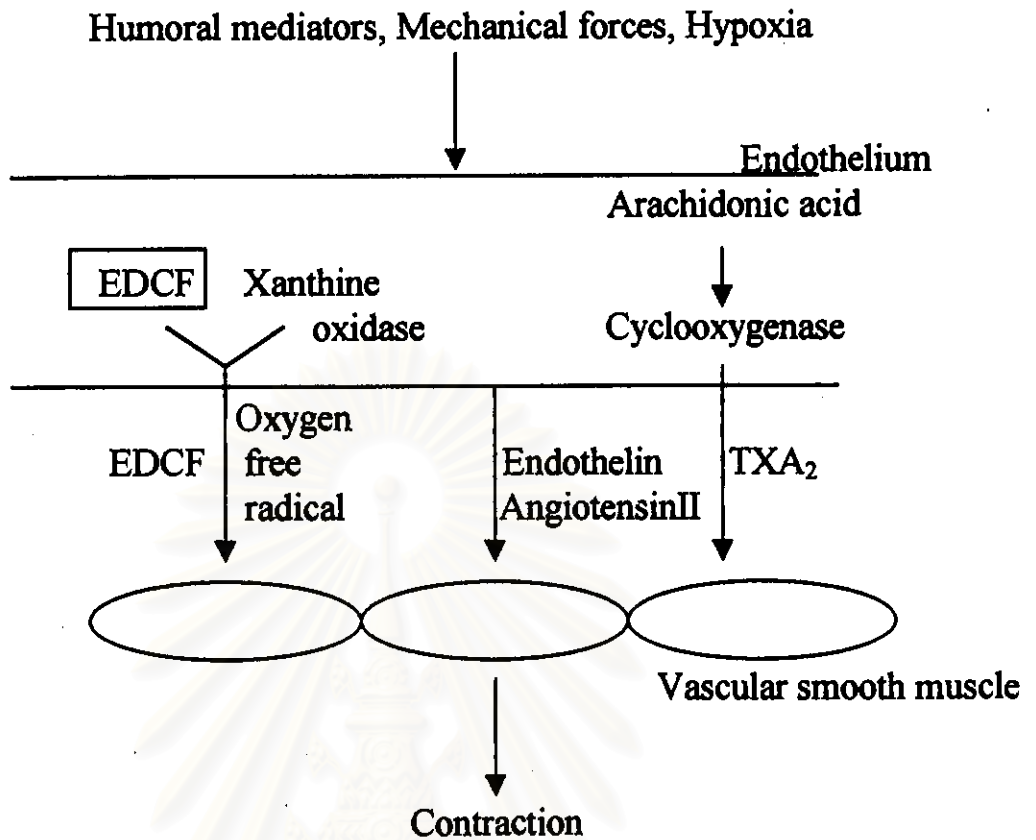 Humoral mediators, Mechanical forces, Hypoxia
Endothelium
Arachidonic acid
EDCF Xanthine
oxidase
Cyclooxygenase
EDCF
Oxygen
free
radical
Endothelin
AngiotensinII
TXA₂
Vascular smooth muscle
Contraction